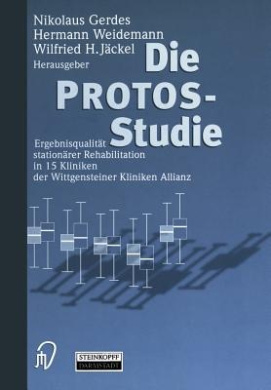 Nikolaus Gerdes
Hermann Weidemann
Wilfried H. Jäckel
Herausgeber
Die
PROTOS-
Studie
Ergebnisqualität
stationärer Rehabilitation
in 15 Kliniken
der Wittgensteiner Kliniken Allianz
STEINKOPFF
DARMSTADT